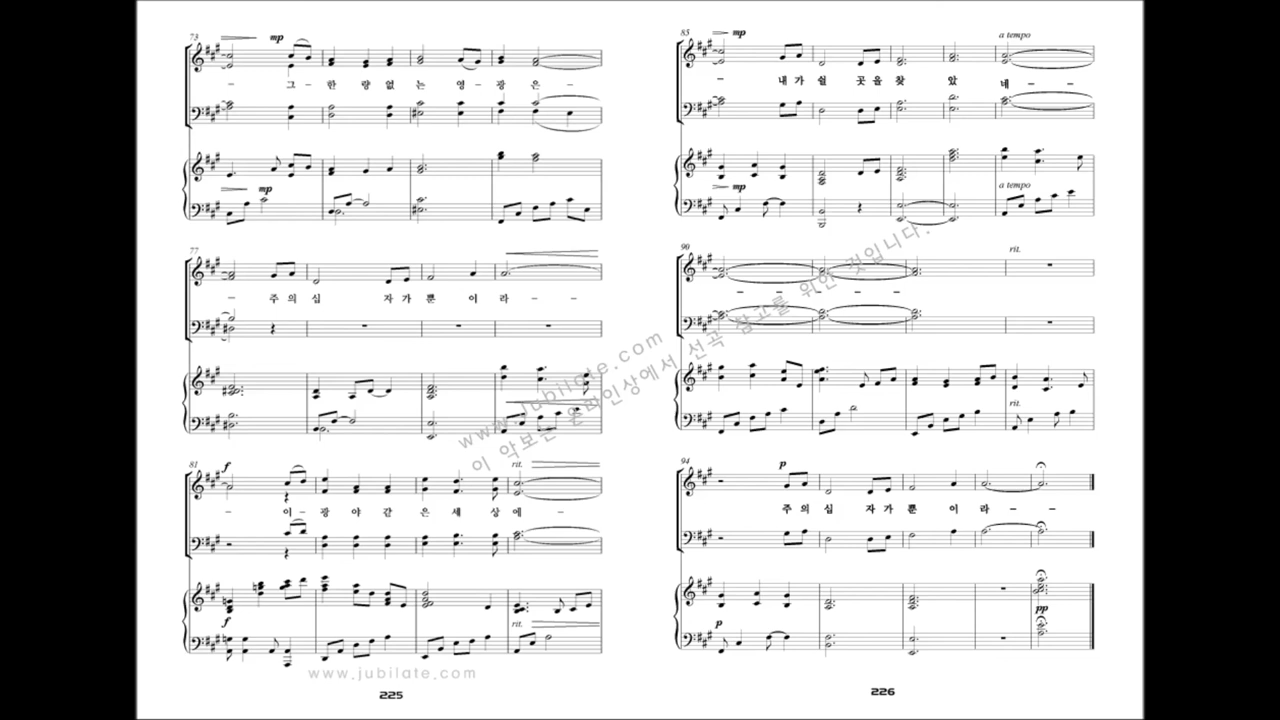 73
mp
그-한 량없는 영-광 은-
mp
77
-주의십 자가뿐 이라--
81
f
rit.
- 이-광야같은세상에-
f
rit.
www.jubilate.com
225
85
mp
a tempo
- 내가쉴 곳을찾 았 네--
mp
a tempo
90
rit.
rit.
www.jubilate.com
이 악보는 온라인상에서 선곡 참고를 위한 것입니다.
94
p
주의십 자가뿐 이라--
p
pp
226